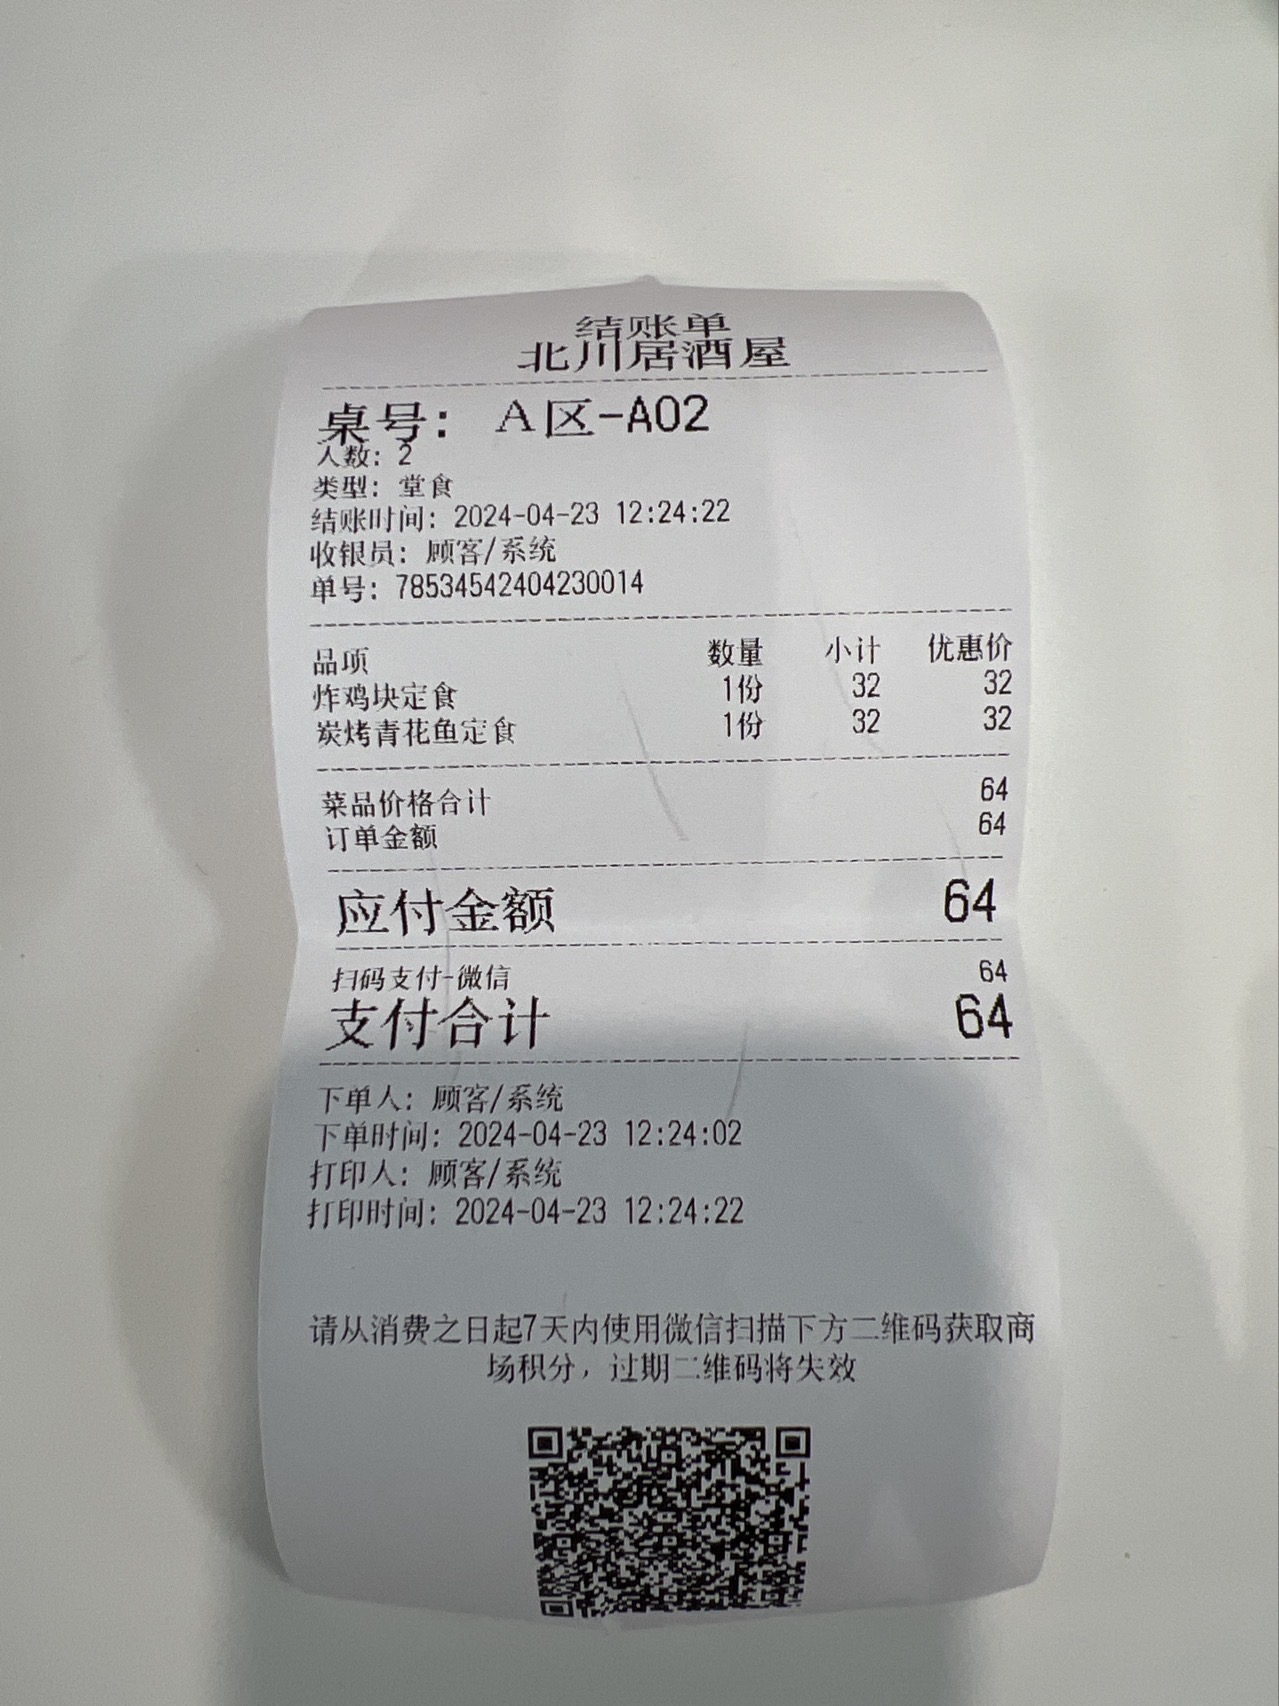 结账单
北川居酒屋
桌号： A区-A02
人数：2
类型：堂食
结账时间：2024-04-23 12:24:22
收银员：顾客/系统
单号：78534542404230014
品项 数量 小计 优惠价
炸鸡块定食 1份 32 32
炭烤青花鱼定食 1份 32 32
菜品价格合计 64
订单金额 64
应付金额 64
扫码支付-微信 64
支付合计 64
下单人：顾客/系统
下单时间：2024-04-23 12:24:02
打印人：顾客/系统
打印时间：2024-04-23 12:24:22
请从消费之日起7天内使用微信扫描下方二维码获取商
场积分，过期二维码将失效